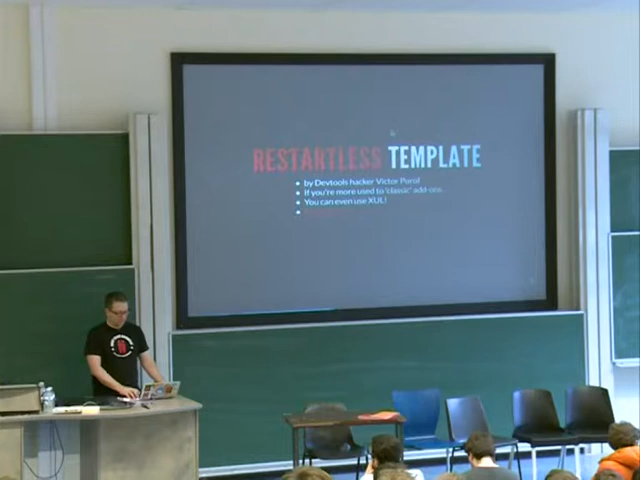 RESTARTLESS TEMPLATE
by Devtools hacker Victor Porof
If you're more used to 'classic' add-ons.
You can even use XUL!